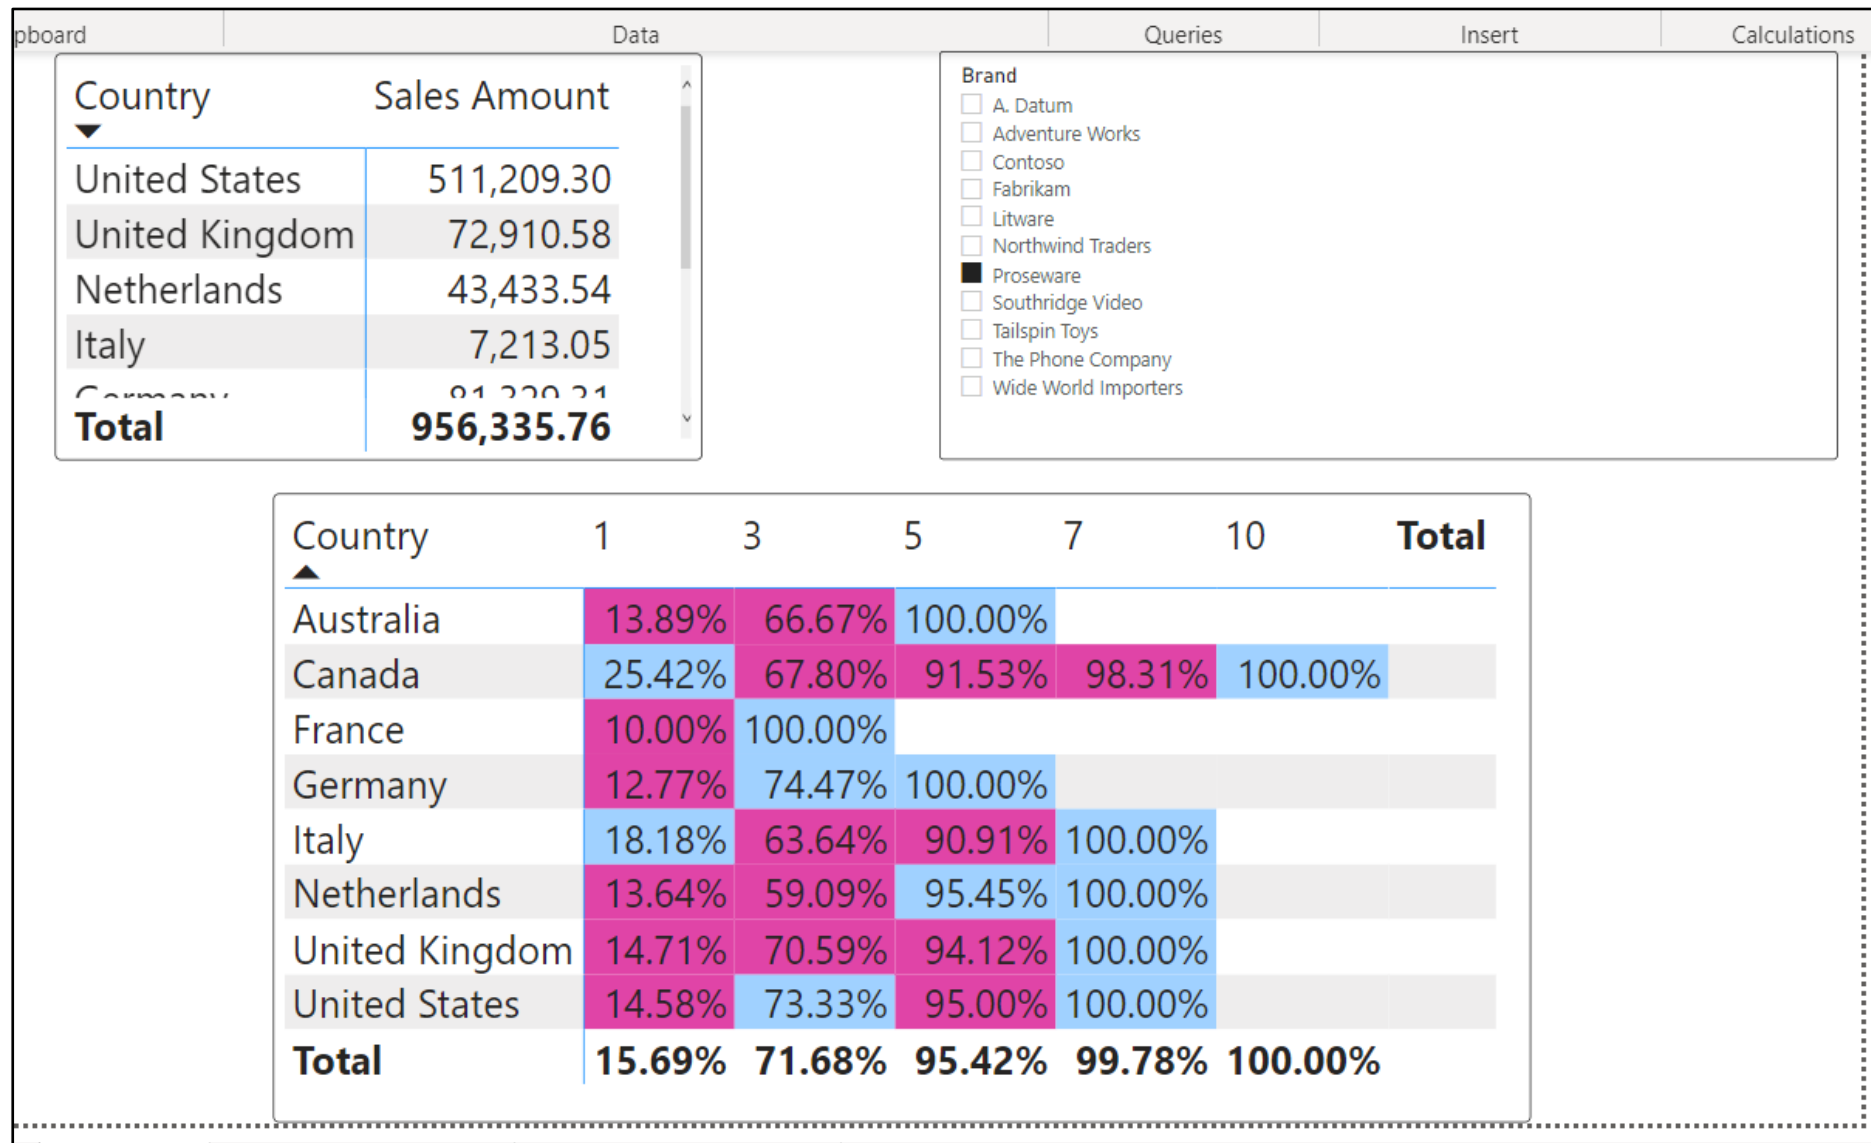 pboard Data Queries Insert Calculations
Country Sales Amount
United States 511,209.30
United Kingdom 72,910.58
Netherlands 43,433.54
Italy 7,213.05
Germany 81,329.31
Total 956,335.76
Brand
A. Datum
Adventure Works
Contoso
Fabrikam
Litware
Northwind Traders
Proseware
Southridge Video
Tailspin Toys
The Phone Company
Wide World Importers
Country 1 3 5 7 10 Total
Australia 13.89% 66.67% 100.00%
Canada 25.42% 67.80% 91.53% 98.31% 100.00%
France 10.00% 100.00%
Germany 12.77% 74.47% 100.00%
Italy 18.18% 63.64% 90.91% 100.00%
Netherlands 13.64% 59.09% 95.45% 100.00%
United Kingdom 14.71% 70.59% 94.12% 100.00%
United States 14.58% 73.33% 95.00% 100.00%
Total 15.69% 71.68% 95.42% 99.78% 100.00%